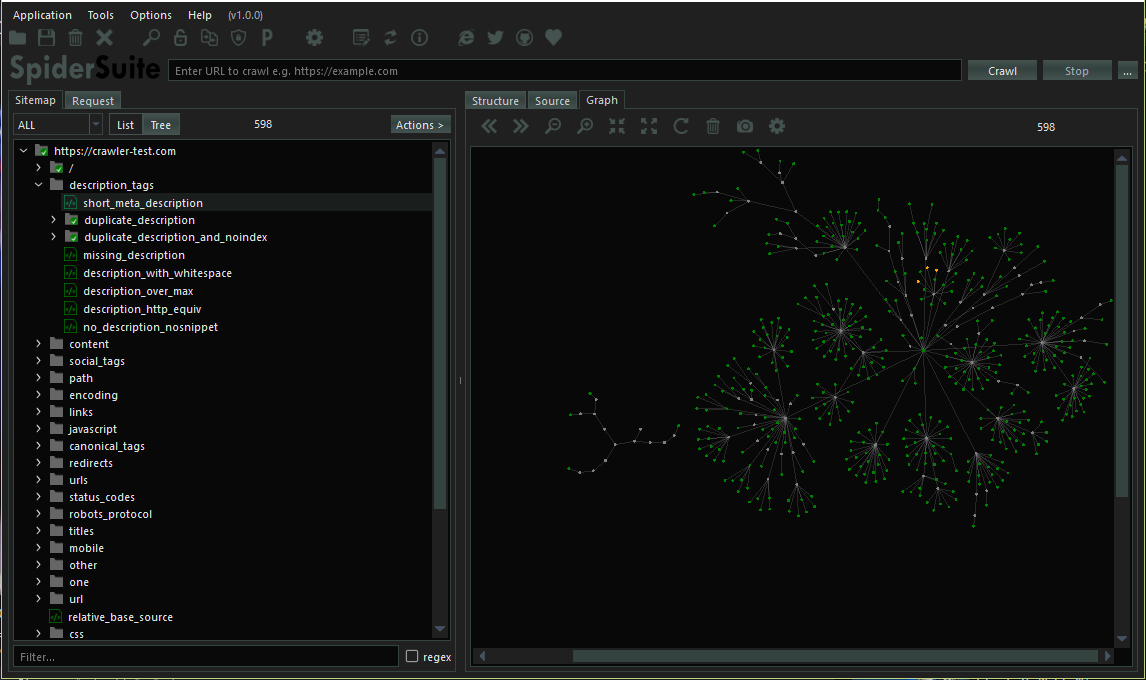 Application Tools Options Help (v1.0.0)
SpiderSuite Enter URL to crawl e.g. https://example.com Crawl Stop ...
Sitemap Request
ALL List Tree 598 Actions >
https://crawler-test.com
/
description_tags
short_meta_description
duplicate_description
duplicate_description_and_noindex
missing_description
description_with_whitespace
description_over_max
description_http_equiv
no_description_nosnippet
content
social_tags
path
encoding
links
javascript
canonical_tags
redirects
urls
status_codes
robots_protocol
titles
mobile
other
one
url
relative_base_source
css
Filter... regex
Structure Source Graph
598